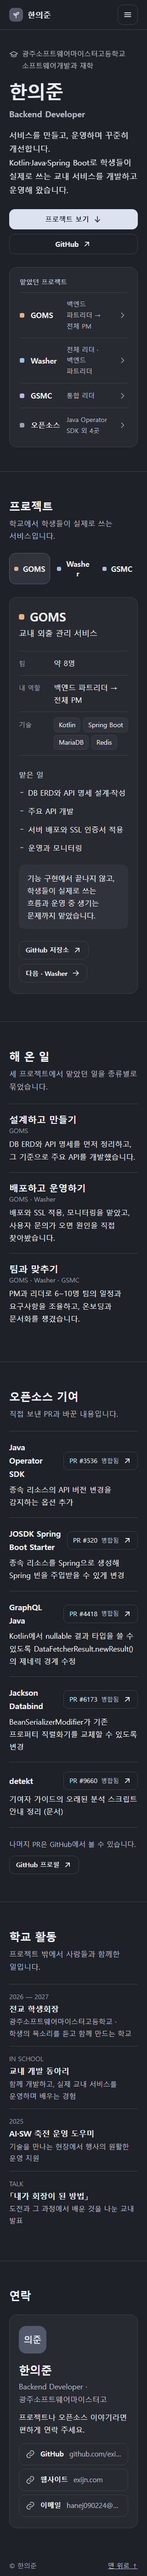 한의준
광주소프트웨어마이스터고등학교
소프트웨어개발과 재학
한의준
Backend Developer
서비스를 만들고, 운영하며 꾸준히
개선합니다.
Kotlin·Java·Spring Boot로 학생들이
실제로 쓰는 교내 서비스를 개발하고
운영해 왔습니다.
프로젝트 보기 ↓
GitHub ↗
맡았던 프로젝트
GOMS
백엔드
파트리더 →
전체 PM
Washer
전체 리더 ·
백엔드
파트리더
GSMC
통합 리더
오픈소스
Java Operator
SDK 외 4곳
프로젝트
학교에서 학생들이 실제로 쓰는
서비스입니다.
GOMS
Washe
r
GSMC
GOMS
교내 외출 관리 서비스
팀
약 8명
내 역할
백엔드 파트리더 →
전체 PM
기술
Kotlin
Spring Boot
MariaDB
Redis
맡은 일
- DB ERD와 API 명세 설계·작성
- 주요 API 개발
- 서버 배포와 SSL 인증서 적용
- 운영과 모니터링
기능 구현에서 끝나지 않고,
학생들이 실제로 쓰는
흐름과 운영 중 생기는
문제까지 맡았습니다.
GitHub 저장소 ↗
다음 · Washer →
해 온 일
세 프로젝트에서 맡았던 일을 종류별로
묶었습니다.
설계하고 만들기
GOMS
DB ERD와 API 명세를 먼저 정리하고,
그 기준으로 주요 API를 개발했습니다.
배포하고 운영하기
GOMS · Washer
배포와 SSL 적용, 모니터링을 맡았고,
사용자 문의가 오면 원인을 직접
찾아봤습니다.
팀과 맞추기
GOMS · Washer · GSMC
PM과 리더로 6~10명 팀의 일정과
요구사항을 조율하고, 온보딩과
문서화를 챙겼습니다.
오픈소스 기여
직접 보낸 PR과 바꾼 내용입니다.
Java
Operator
SDK
PR #3536 병합됨 ↗
종속 리소스의 API 버전 변경을
감지하는 옵션 추가
JOSDK Spring
Boot Starter
PR #320 병합됨 ↗
종속 리소스를 Spring으로 생성해
Spring 빈을 주입받을 수 있게 변경
GraphQL
Java
PR #4418 병합됨 ↗
Kotlin에서 nullable 결과 타입을 쓸 수
있도록 DataFetcherResult.newResult()
의 제네릭 경계 수정
Jackson
Databind
PR #6173 병합됨 ↗
BeanSerializerModifier가 기존
프로퍼티 직렬화기를 교체할 수 있도록
변경
detekt
PR #9660 병합됨 ↗
기여자 가이드의 오래된 분석 스크립트
안내 정리 (문서)
나머지 PR은 GitHub에서 볼 수 있습니다.
GitHub 프로필 ↗
학교 활동
프로젝트 밖에서 사람들과 함께한
일입니다.
2026 — 2027
전교 학생회장
광주소프트웨어마이스터고등학교 ·
학생의 목소리를 듣고 함께 만드는 학교
IN SCHOOL
교내 개발 동아리
함께 개발하고, 실제 교내 서비스를
운영하며 배우는 경험
2025
AI·SW 축전 운영 도우미
기술을 만나는 현장에서 행사의 원활한
운영 지원
TALK
「내가 회장이 된 방법」
도전과 그 과정에서 배운 것을 나눈 교내
발표
연락
의준
한의준
Backend Developer ·
광주소프트웨어마이스터고
프로젝트나 오픈소스 이야기라면
편하게 연락 주세요.
GitHub github.com/exi...
웹사이트 exijn.com
이메일 hanej090224@...
© 한의준
맨 위로 ↑